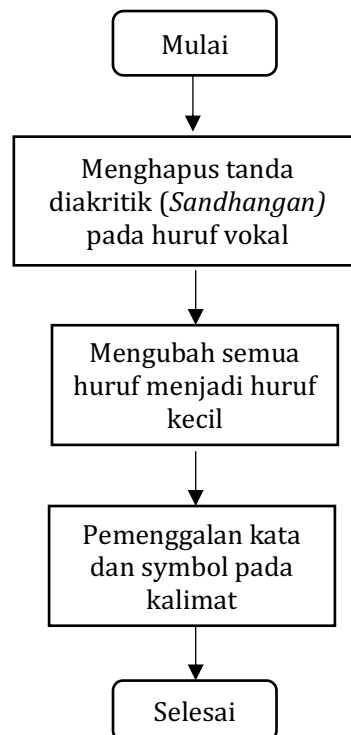 Mulai
Menghapus tanda
diakritik (Sandhangan)
pada huruf vokal
Mengubah semua
huruf menjadi huruf
kecil
Pemenggalan kata
dan symbol pada
kalimat
Selesai